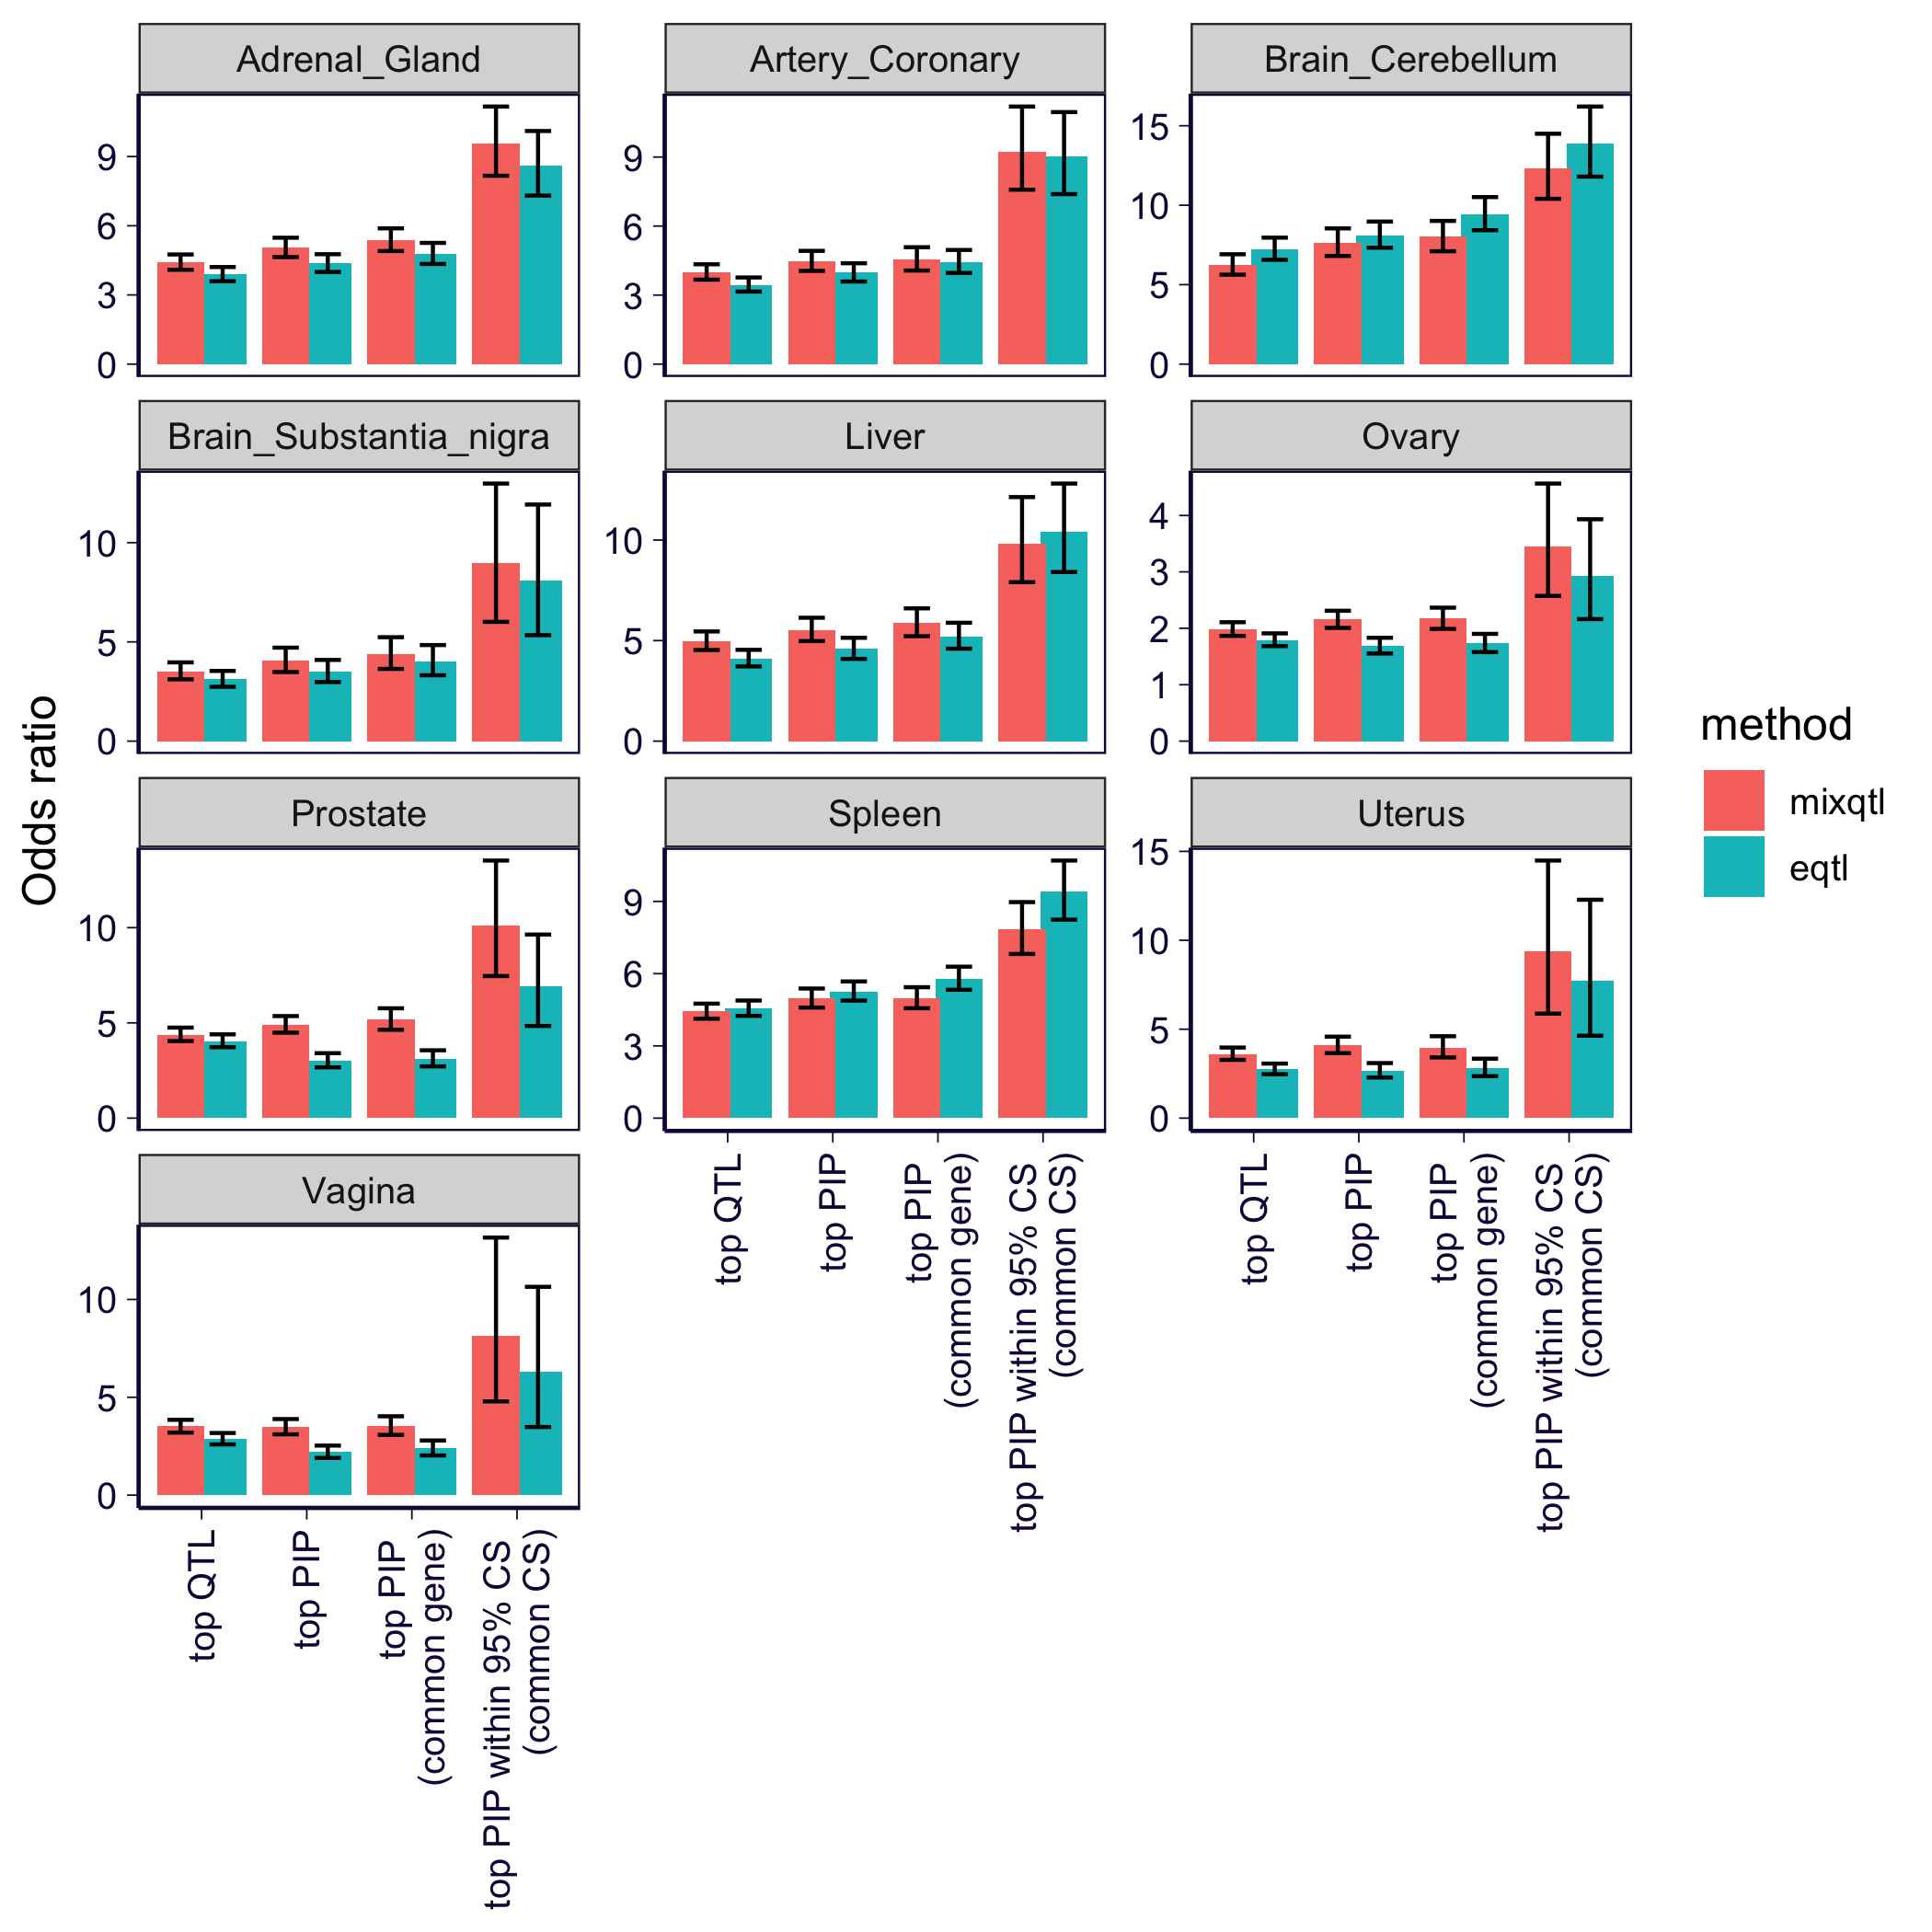 Adrenal_Gland
Artery_Coronary
Brain_Cerebellum
9
6
3
0
9
6
3
0
15
10
5
0
Brain_Substantia_nigra
Liver
Ovary
10
5
0
10
5
0
4
3
2
1
0
Prostate
Spleen
Uterus
10
5
0
9
6
3
0
15
10
5
0
Vagina
10
5
0
top QTL
top PIP
top PIP
(common gene)
top PIP within 95% CS
(common CS)
top QTL
top PIP
top PIP
(common gene)
top PIP within 95% CS
(common CS)
top QTL
top PIP
top PIP
(common gene)
top PIP within 95% CS
(common CS)
Odds ratio
method
mixqtl
eqtl